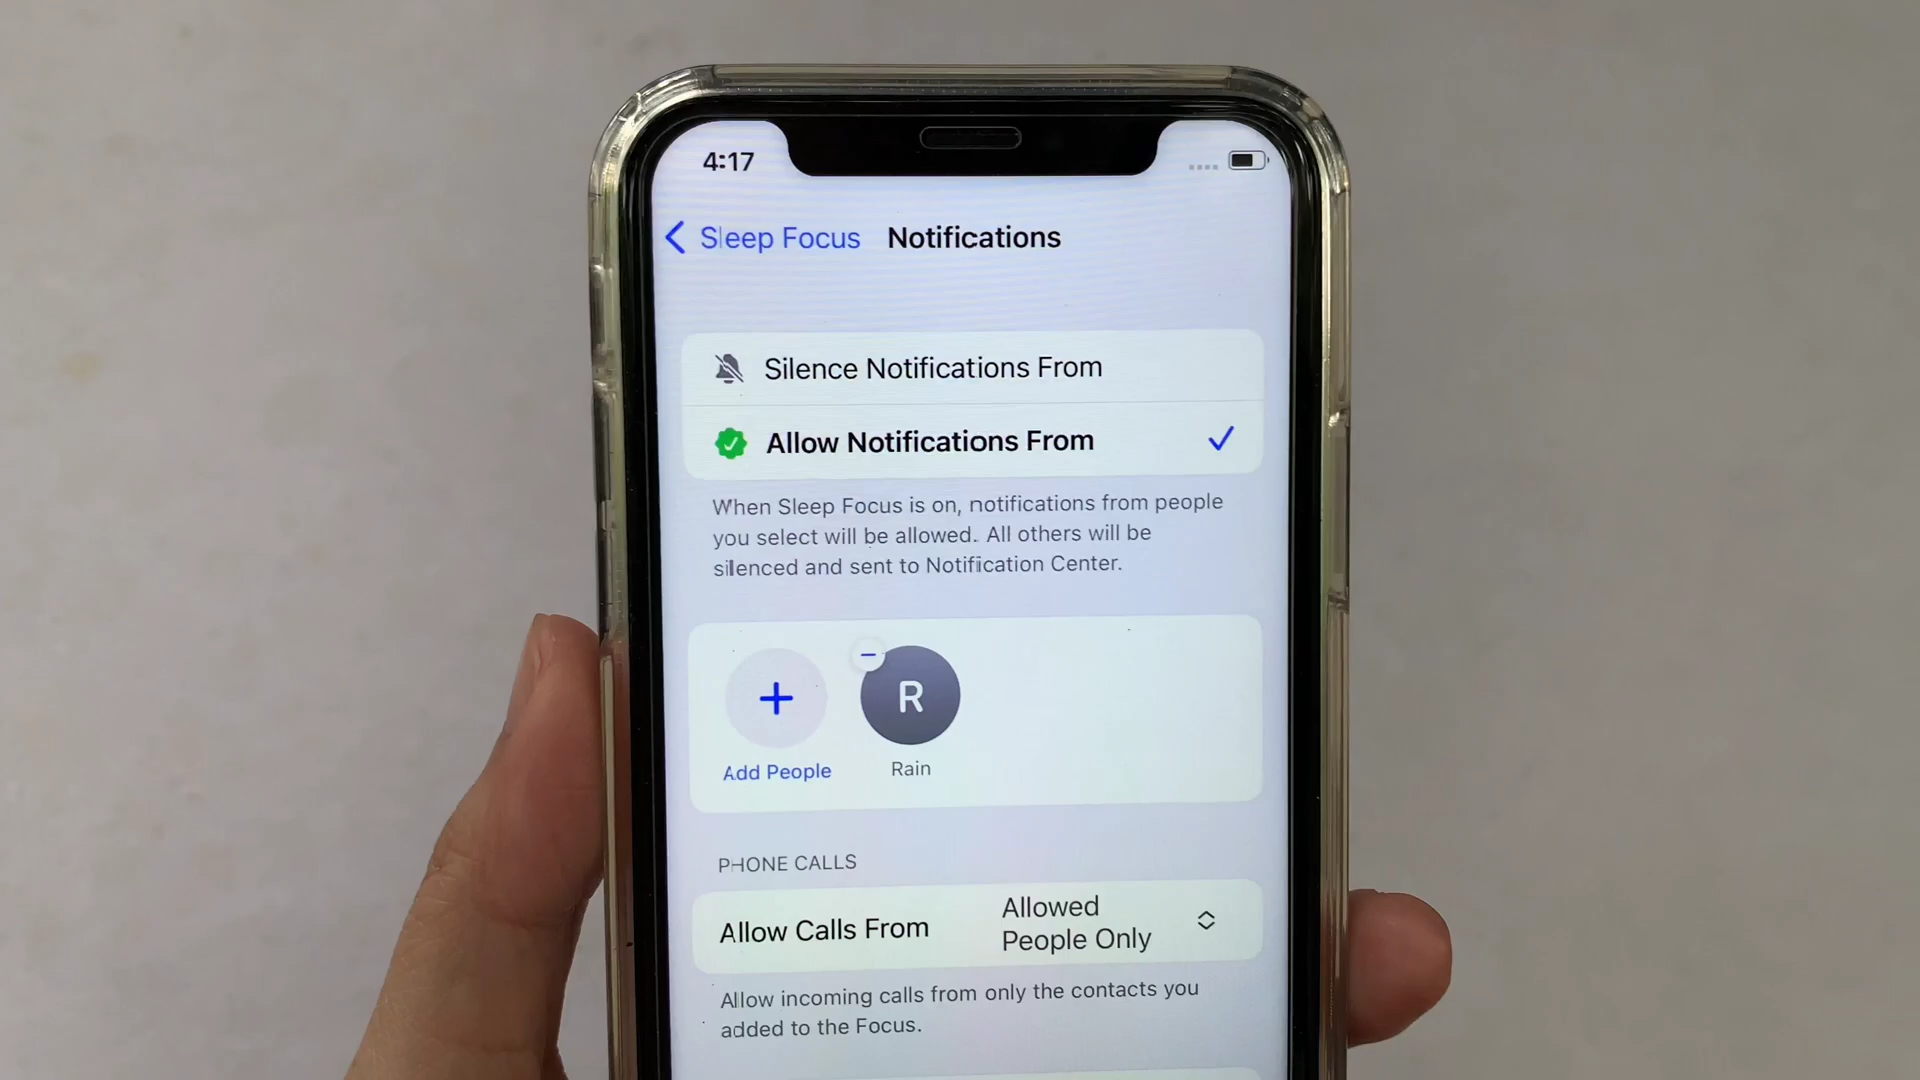 4:17
Sleep Focus Notifications
Silence Notifications From
Allow Notifications From
When Sleep Focus is on, notifications from people
you select will be allowed. All others will be
silenced and sent to Notification Center.
R
Add People Rain
PHONE CALLS
Allow Calls From
Allowed
People Only
Allow incoming calls from only the contacts you
added to the Focus.